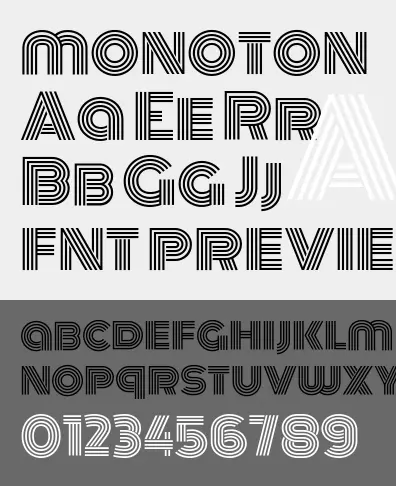 MONOTON
Aa Ee Rr
A
Bb Gg Jj
FNT PREVIE
ABCDEFGHIJKLM
NOPQRSTUVWXY
0123456789